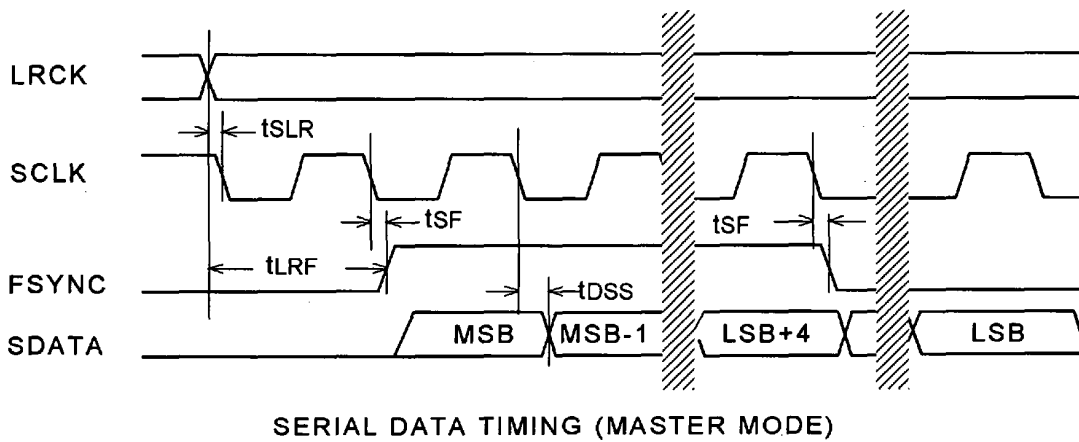 LRCK
tSLR
SCLK
tSF
tSF
tLRF
FSYNC
tDSS
SDATA
MSB
MSB-1
LSB+4
LSB
SERIAL DATA TIMING (MASTER MODE)